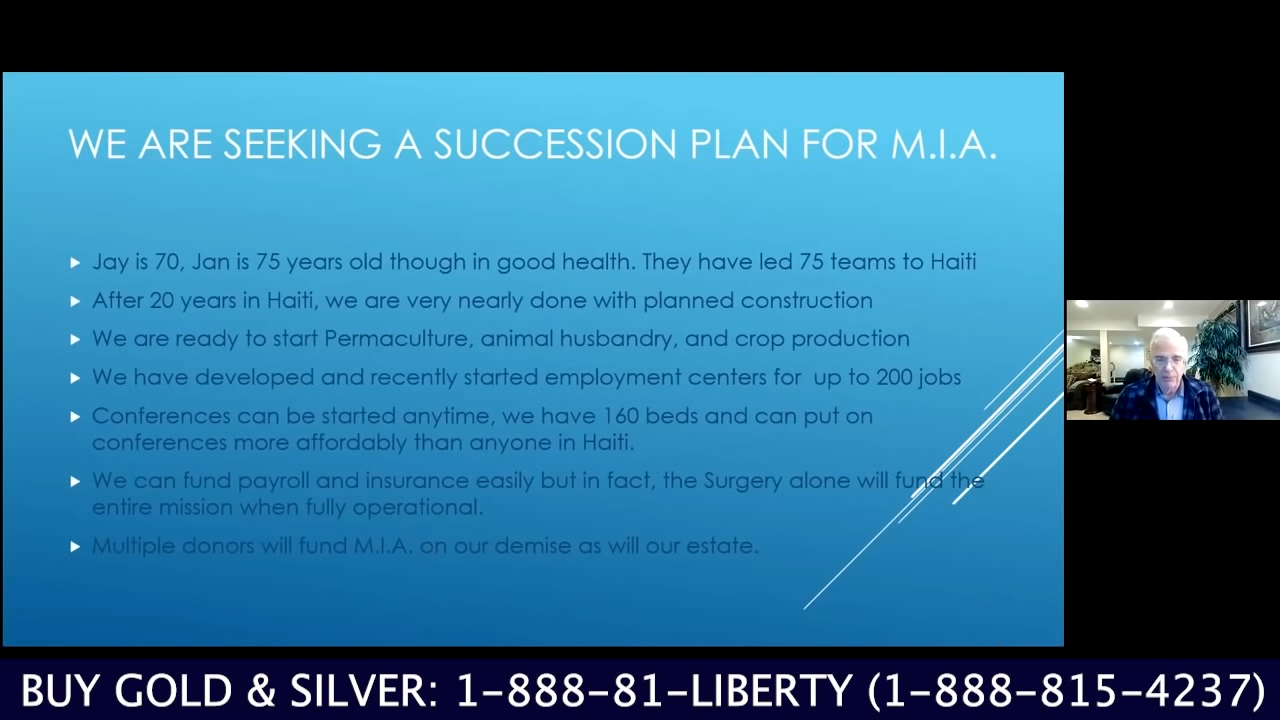 WE ARE SEEKING A SUCCESSION PLAN FOR M.I.A.
Jay is 70, Jan is 75 years old though in good health. They have led 75 teams to Haiti
After 20 years in Haiti, we are very nearly done with planned construction
We are ready to start Permaculture, animal husbandry, and crop production
We have developed and recently started employment centers for up to 200 jobs
Conferences can be started anytime, we have 160 beds and can put on
conferences more affordably than anyone in Haiti.
We can fund payroll and insurance easily but in fact, the Surgery alone will fund the
entire mission when fully operational.
Multiple donors will fund M.I.A. on our demise as will our estate.
BUY GOLD & SILVER: 1-888-81-LIBERTY (1-888-815-4237)